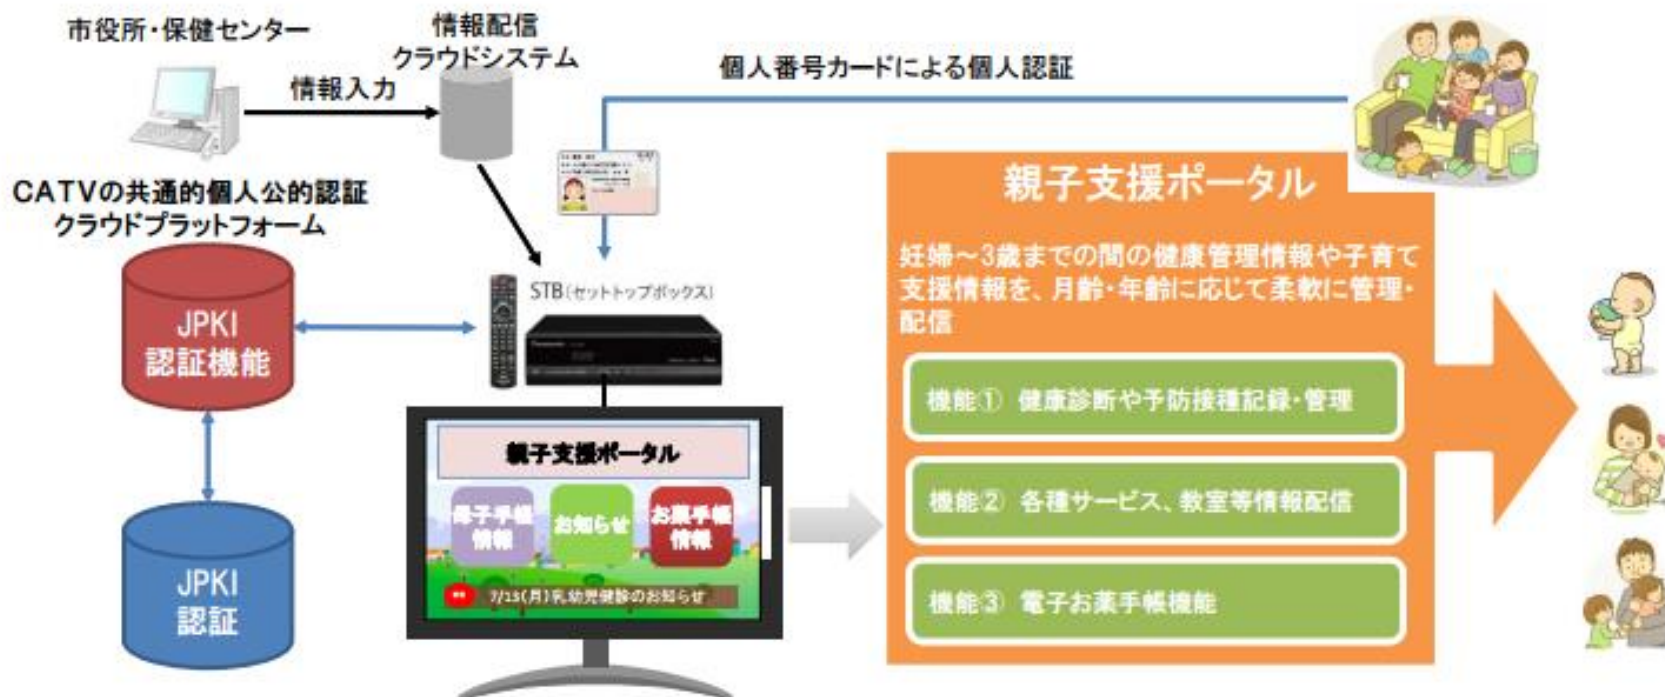 市役所・保健センター
情報配信
クラウドシステム
情報入力
個人番号カードによる個人認証
CATVの共通的個人公的認証
クラウドプラットフォーム
JPKI
認証機能
JPKI
認証
STB(セットトップボックス)
Panasonic
親子支援ポータル
母子手帳
情報
お知らせ
お薬手帳
情報
7/13(月)乳幼児健診のお知らせ
親子支援ポータル
妊婦～3歳までの間の健康管理情報や子育て
支援情報を、月齢・年齢に応じて柔軟に管理・
配信
機能① 健康診断や予防接種記録・管理
機能② 各種サービス、教室等情報配信
機能③ 電子お薬手帳機能